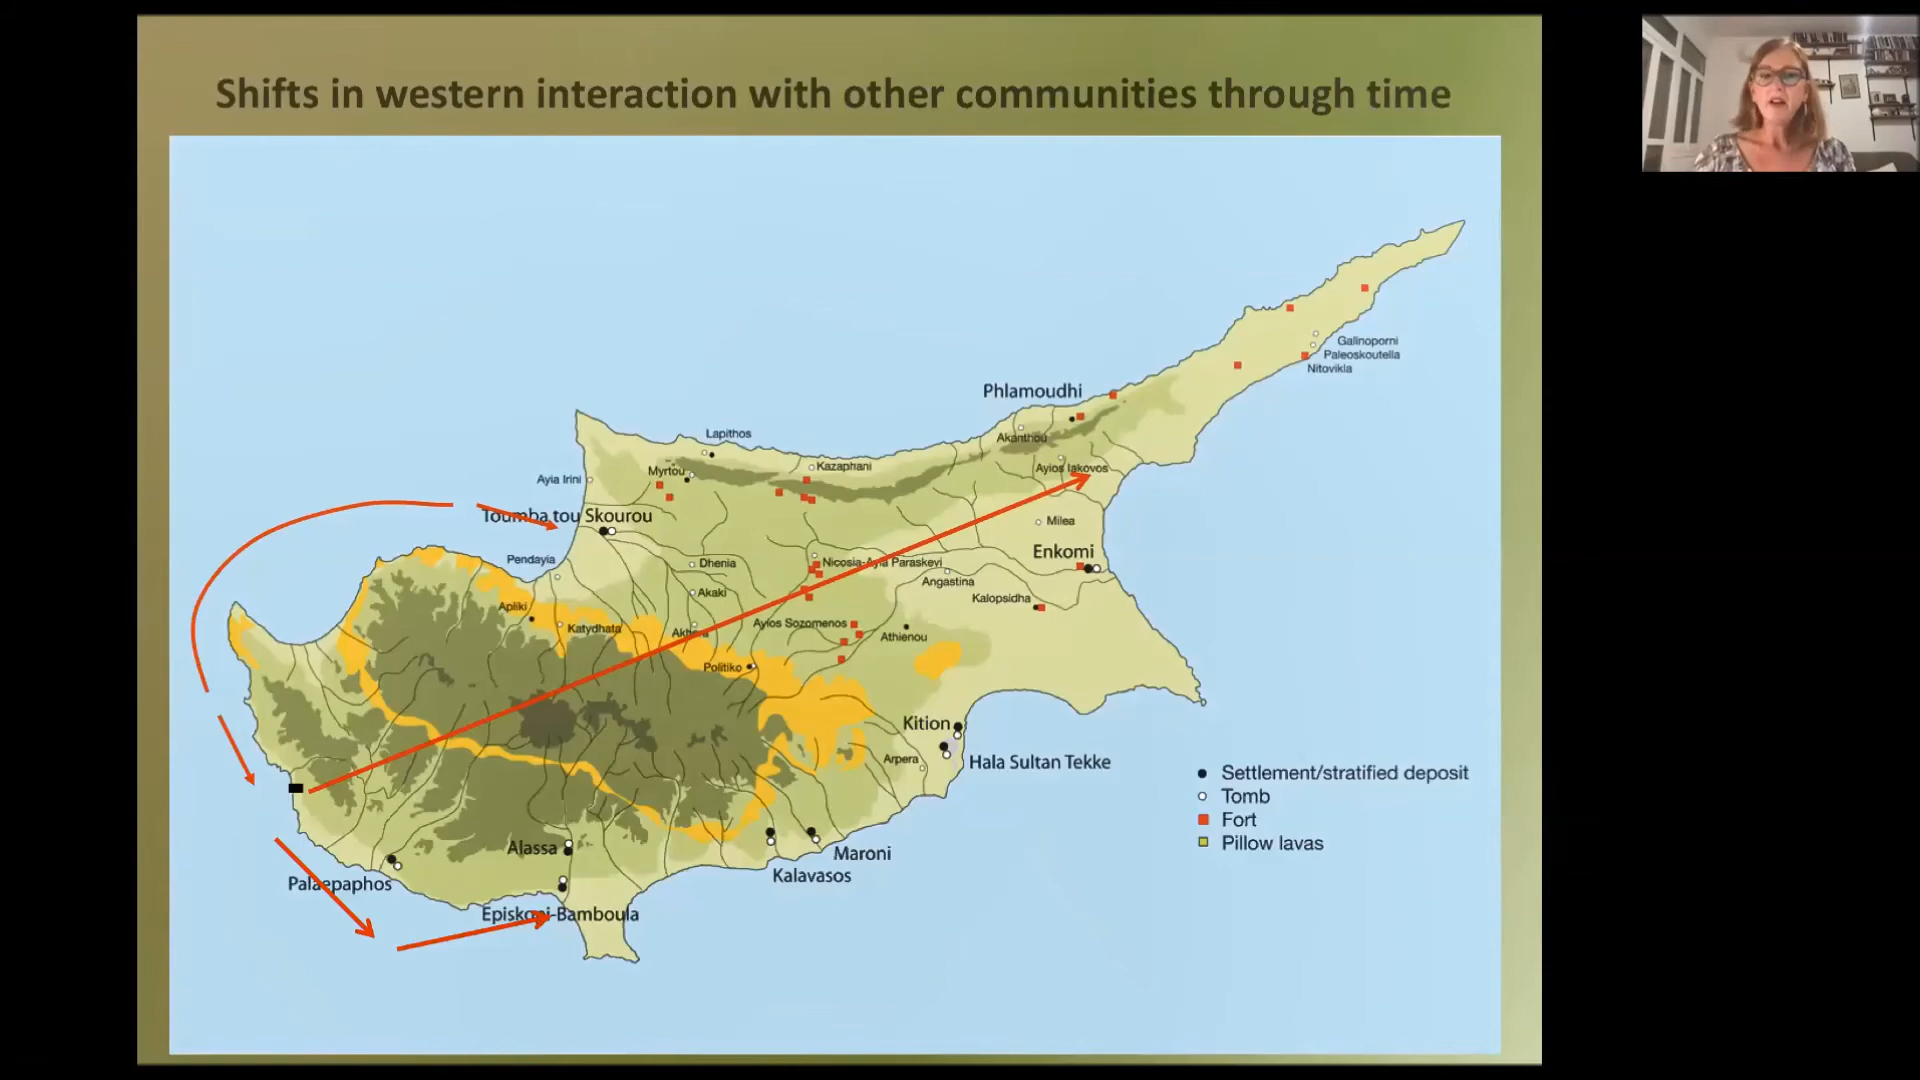 Shifts in western interaction with other communities through time
Galinoporni
Paleoskoutella
Nitovikla
Phlamoudhi
Akanthou
Lapithos
Kazaphani
Myrtou
Ayios Iakovos
Ayia Irini
Toumba tou Skourou
Milea
Enkomi
Pendayia
Dhenia
Nicosia-Ayia Paraskevi
Angastina
Akaki
Kalopsidha
Apliki
Katydhata
Akhera
Ayios Sozomenos
Athienou
Politiko
Kition
Arpera
Hala Sultan Tekke
Settlement/stratified deposit
Tomb
Fort
Pillow lavas
Alassa
Maroni
Kalavasos
Palaepaphos
Episkopi-Bamboula